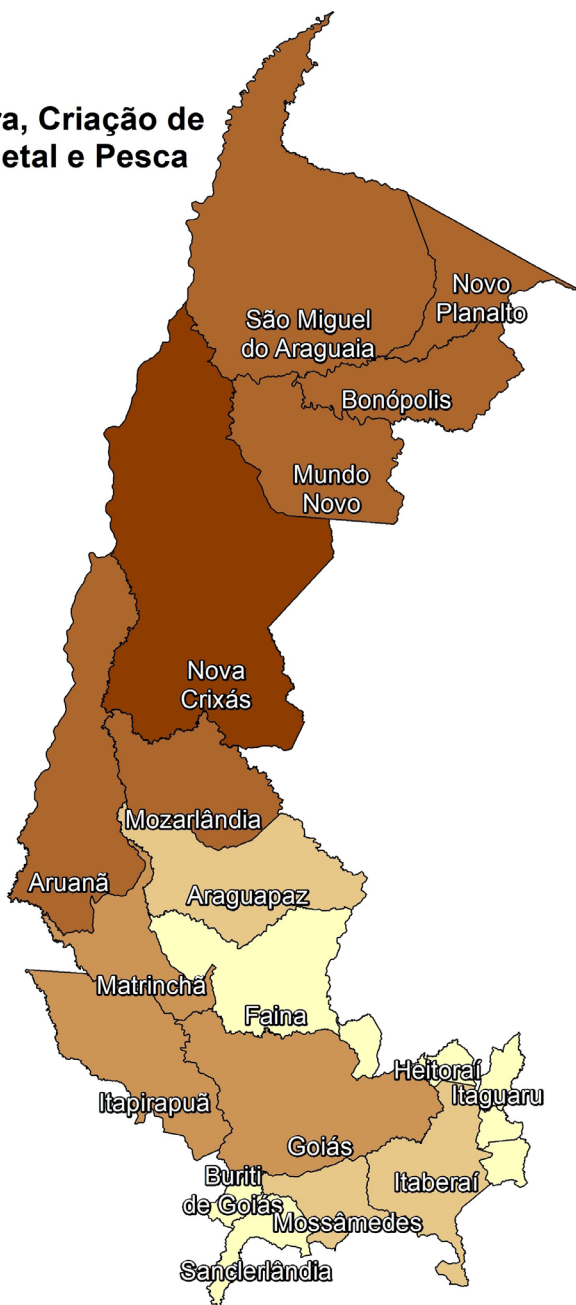 ra, Criação de
etal e Pesca
Novo
Planalto
São Miguel
do Araguaia
Bonópolis
Mundo
Novo
Nova
Crixás
Mozarlândia
Aruanã
Araguapaz
Matrinchã
Faina
Heitoraí
Itaguaru
Itapirapuã
Goiás
Buriti
de Goiás
Itaberaí
Mossâmedes
Sanclerlândia